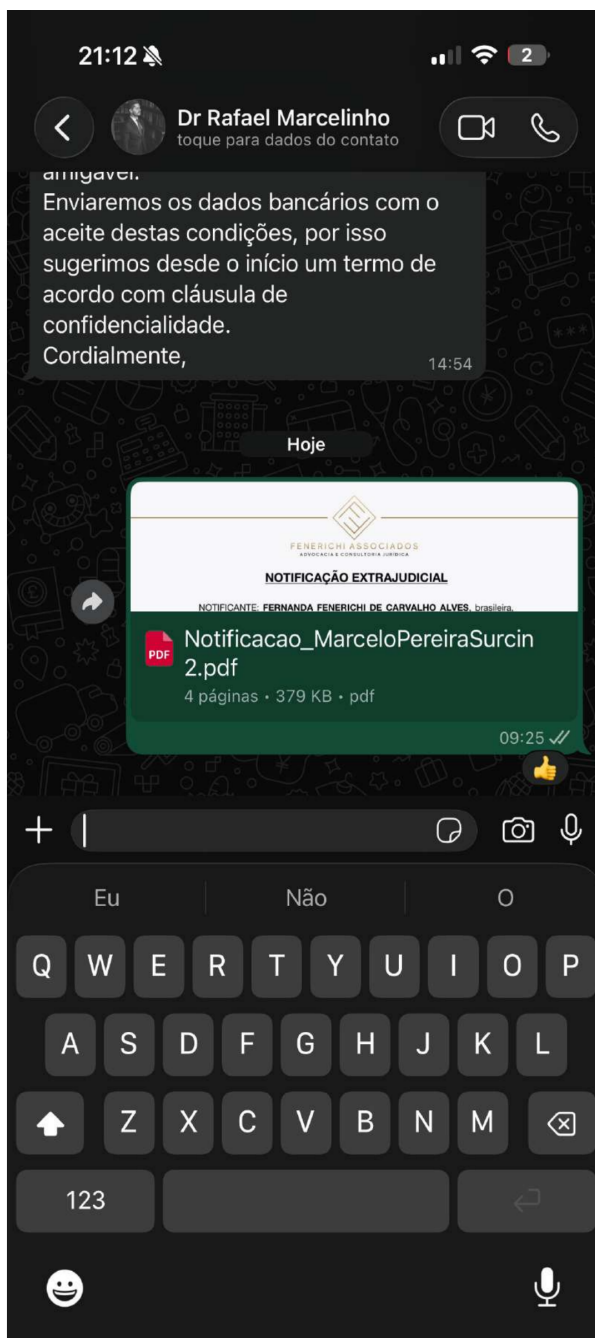 21:12
2
Dr Rafael Marcelinho
toque para dados do contato
amigável.
Enviaremos os dados bancários com o
aceite destas condições, por isso
sugerimos desde o início um termo de
acordo com cláusula de
confidencialidade.
Cordialmente,
14:54
Hoje
FENERICHI ASSOCIADOS
ADVOCACIA E CONSULTORIA JURÍDICA
NOTIFICAÇÃO EXTRAJUDICIAL
NOTIFICANTE: FERNANDA FENERICHI DE CARVALHO ALVES, brasileira,
PDF
Notificacao_MarceloPereiraSurcin
2.pdf
4 páginas • 379 KB • pdf
09:25
Eu Não O
Q W E R T Y U I O P
A S D F G H J K L
Z X C V B N M
123